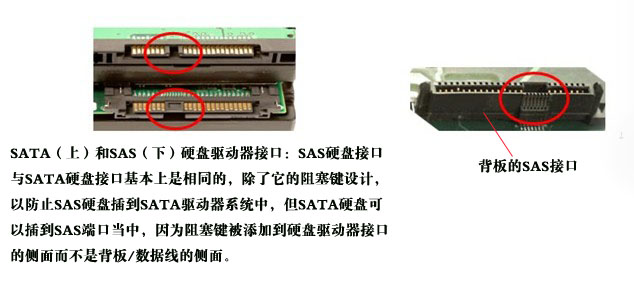 SATA（上）和SAS（下）硬盘驱动器接口：SAS硬盘接口
与SATA硬盘接口基本上是相同的，除了它的阻塞键设计，
以防止SAS硬盘插到SATA驱动器系统中，但SATA硬盘可
以插到SAS端口当中，因为阻塞键被添加到硬盘驱动器接口
的侧面而不是背板/数据线的侧面。
背板的SAS接口